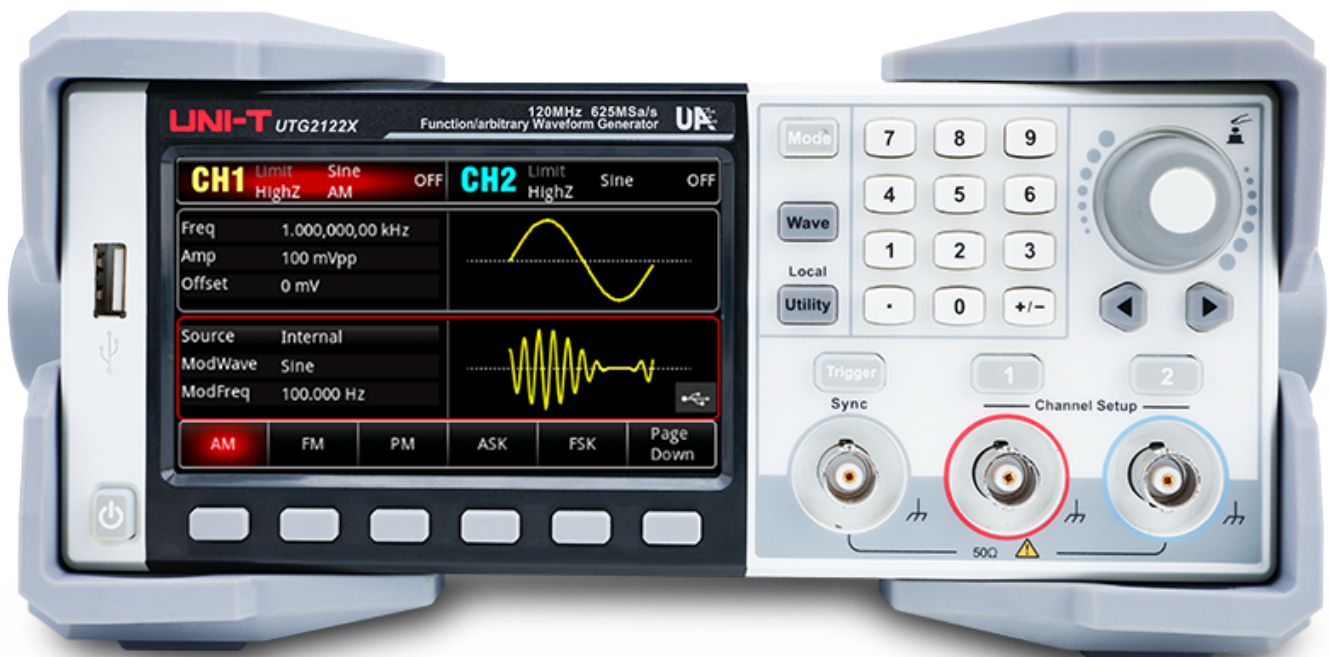 UNI-T UTG2122X
120MHz 625MSa/s
Function/arbitrary Waveform Generator
CH1 Limit Sine OFF
HighZ AM
CH2 Limit Sine OFF
HighZ
Freq 1.000,000,00 kHz
Amp 100 mVpp
Offset 0 mV
Source Internal
ModWave Sine
ModFreq 100.000 Hz
AM FM PM ASK FSK Page Down
Mode 7 8 9
4 5 6
Wave
1 2 3
Local
Utility . 0 +/−
Trigger 1 2
Sync Channel Setup
50Ω